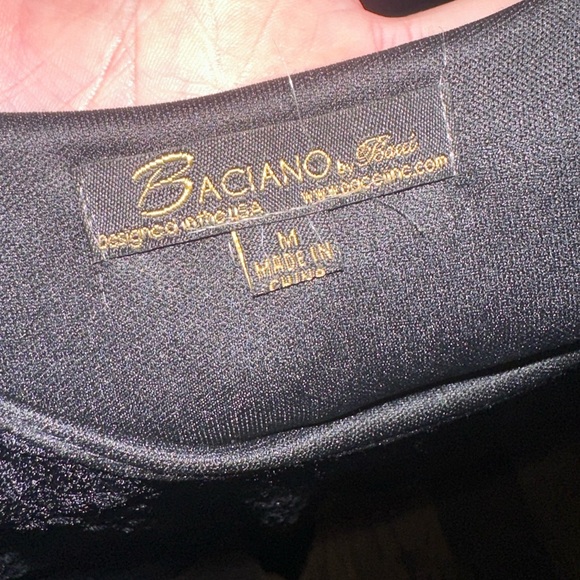 BACIANO by Bacci
Designed in the USA www.bacciinc.com
M
MADE IN
CHINA